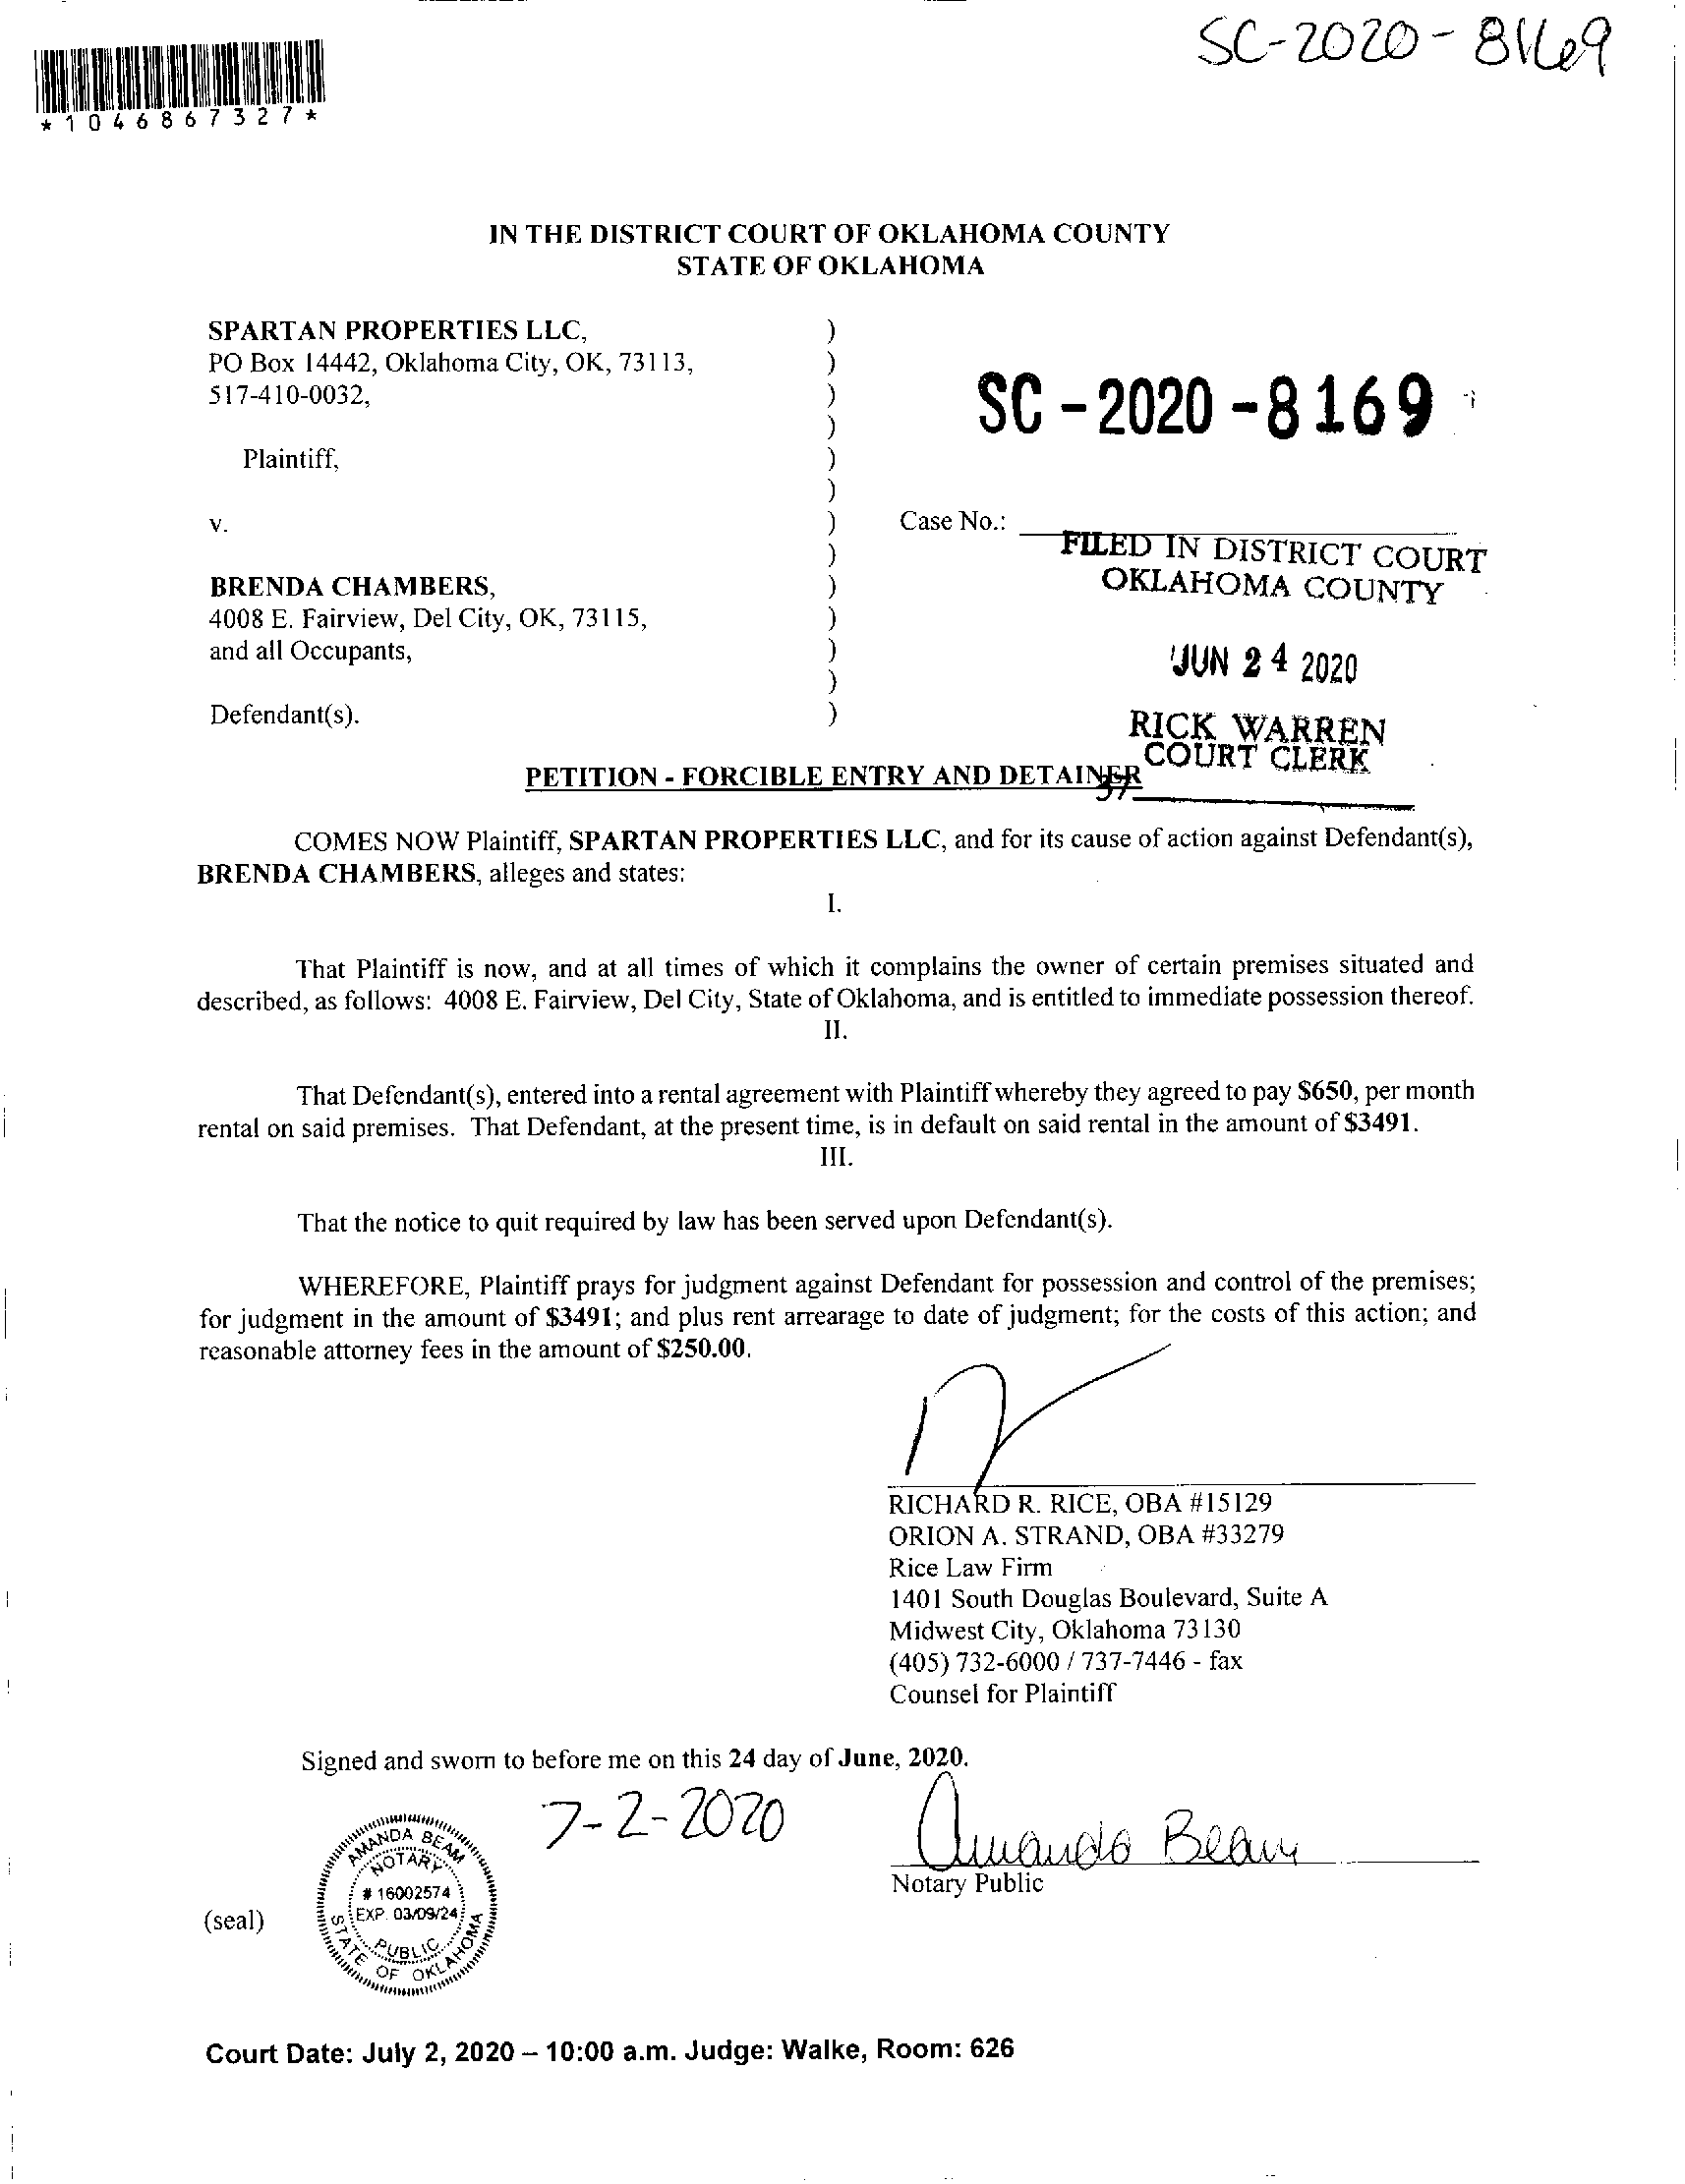 SC-2020-8169
*1046867327*
IN THE DISTRICT COURT OF OKLAHOMA COUNTY
STATE OF OKLAHOMA
SPARTAN PROPERTIES LLC, )
PO Box 14442, Oklahoma City, OK, 73113, )
517-410-0032, )
)
SC-2020-8169
Plaintiff, )
)
v. ) Case No.:
)
FILED IN DISTRICT COURT
OKLAHOMA COUNTY
BRENDA CHAMBERS, )
4008 E. Fairview, Del City, OK, 73115, )
and all Occupants, )
)
JUN 24 2020
Defendant(s). )
RICK WARREN
COURT CLERK
37
PETITION - FORCIBLE ENTRY AND DETAINER
COMES NOW Plaintiff, SPARTAN PROPERTIES LLC, and for its cause of action against Defendant(s),
BRENDA CHAMBERS, alleges and states:
I.
That Plaintiff is now, and at all times of which it complains the owner of certain premises situated and
described, as follows: 4008 E. Fairview, Del City, State of Oklahoma, and is entitled to immediate possession thereof.
II.
That Defendant(s), entered into a rental agreement with Plaintiff whereby they agreed to pay $650, per month
rental on said premises. That Defendant, at the present time, is in default on said rental in the amount of $3491.
III.
That the notice to quit required by law has been served upon Defendant(s).
WHEREFORE, Plaintiff prays for judgment against Defendant for possession and control of the premises;
for judgment in the amount of $3491; and plus rent arrearage to date of judgment; for the costs of this action; and
reasonable attorney fees in the amount of $250.00.
RICHARD R. RICE, OBA #15129
ORION A. STRAND, OBA #33279
Rice Law Firm
1401 South Douglas Boulevard, Suite A
Midwest City, Oklahoma 73130
(405) 732-6000 / 737-7446 - fax
Counsel for Plaintiff
Signed and sworn to before me on this 24 day of June, 2020.
7-2-2020
Amanda Beam
Notary Public
(seal)
AMANDA BEAM
NOTARY
# 16002574
EXP. 03/09/24
PUBLIC
STATE OF OKLAHOMA
Court Date: July 2, 2020 – 10:00 a.m. Judge: Walke, Room: 626